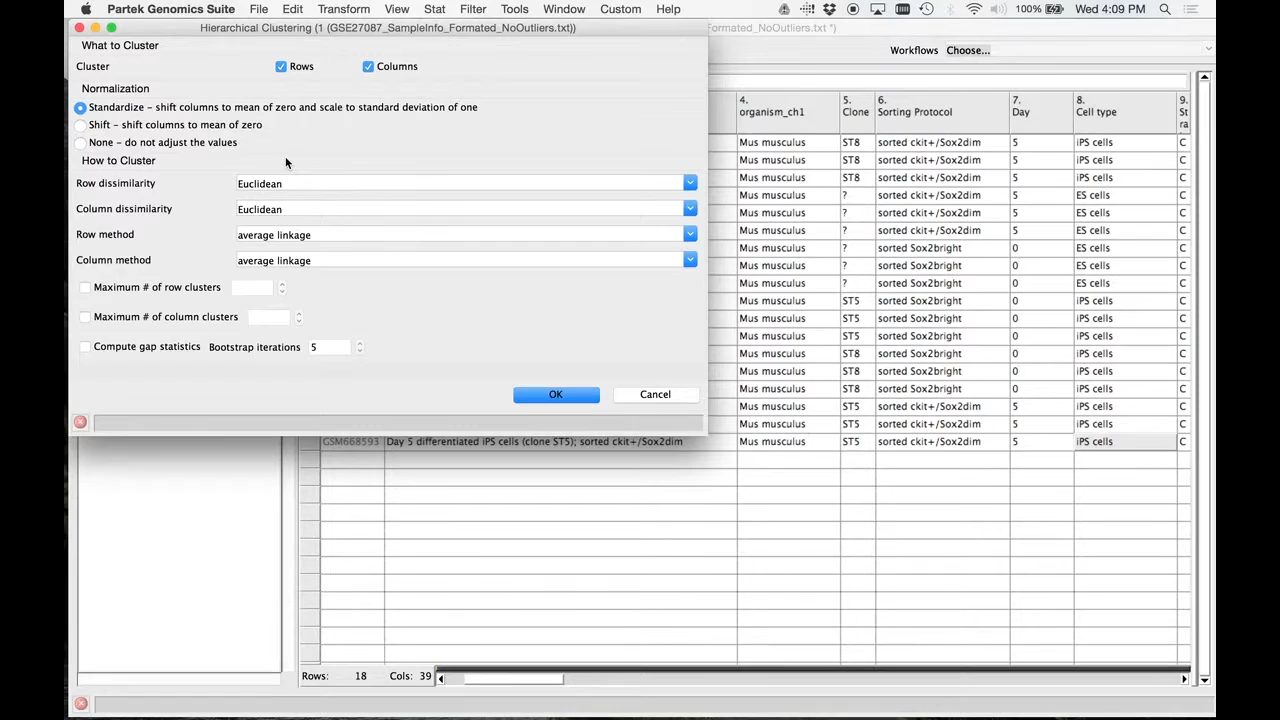 Partek Genomics Suite File Edit Transform View Stat Filter Tools Window Custom Help 100% Wed 4:09 PM
Hierarchical Clustering (1 (GSE27087_SampleInfo_Formated_NoOutliers.txt))
Formated_NoOutliers.txt *)
What to Cluster
Workflows Choose...
Cluster Rows Columns
Normalization
Standardize – shift columns to mean of zero and scale to standard deviation of one
Shift – shift columns to mean of zero
None – do not adjust the values
How to Cluster
Row dissimilarity Euclidean
Column dissimilarity Euclidean
Row method average linkage
Column method average linkage
Maximum # of row clusters
Maximum # of column clusters
Compute gap statistics Bootstrap iterations 5
OK Cancel
4. organism_ch1 5. Clone 6. Sorting Protocol 7. Day 8. Cell type 9. St ra
Mus musculus ST8 sorted ckit+/Sox2dim 5 iPS cells C
Mus musculus ST8 sorted ckit+/Sox2dim 5 iPS cells C
Mus musculus ST8 sorted ckit+/Sox2dim 5 iPS cells C
Mus musculus ? sorted ckit+/Sox2dim 5 ES cells C
Mus musculus ? sorted ckit+/Sox2dim 5 ES cells C
Mus musculus ? sorted ckit+/Sox2dim 5 ES cells C
Mus musculus ? sorted Sox2bright 0 ES cells C
Mus musculus ? sorted Sox2bright 0 ES cells C
Mus musculus ? sorted Sox2bright 0 ES cells C
Mus musculus ST5 sorted Sox2bright 0 iPS cells C
Mus musculus ST5 sorted Sox2bright 0 iPS cells C
Mus musculus ST5 sorted Sox2bright 0 iPS cells C
Mus musculus ST8 sorted Sox2bright 0 iPS cells C
Mus musculus ST8 sorted Sox2bright 0 iPS cells C
Mus musculus ST8 sorted Sox2bright 0 iPS cells C
Mus musculus ST5 sorted ckit+/Sox2dim 5 iPS cells C
Mus musculus ST5 sorted ckit+/Sox2dim 5 iPS cells C
GSM668593 Day 5 differentiated iPS cells (clone ST5); sorted ckit+/Sox2dim Mus musculus ST5 sorted ckit+/Sox2dim 5 iPS cells C
Rows: 18 Cols: 39